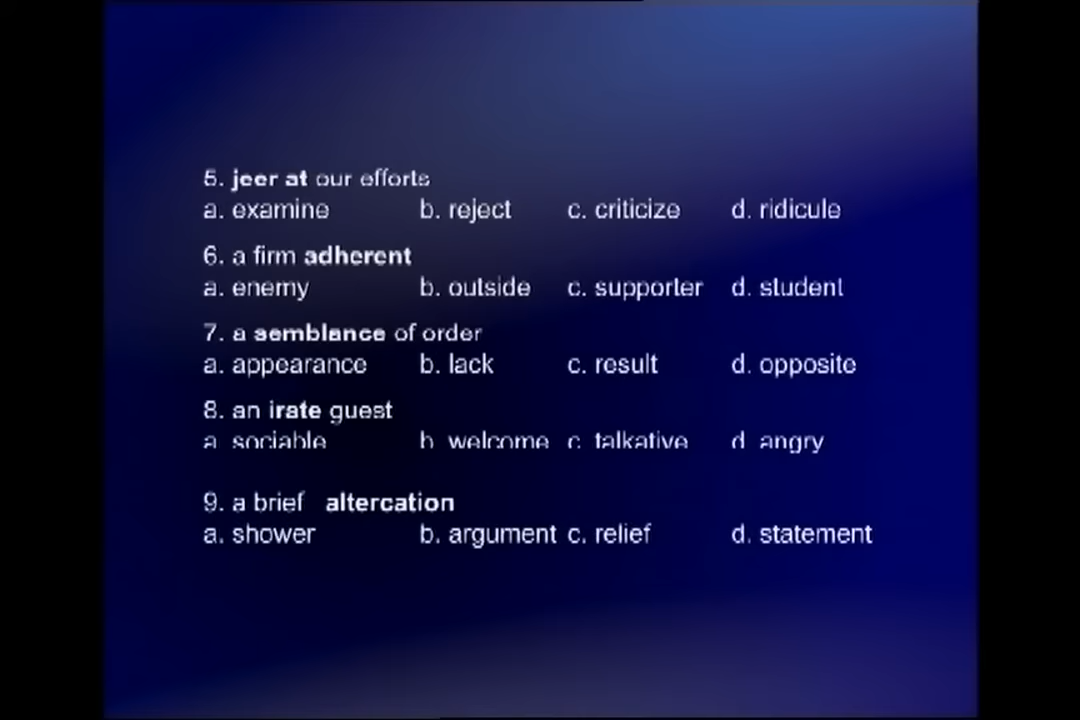 5. jeer at our efforts
a. examine b. reject c. criticize d. ridicule
6. a firm adherent
a. enemy b. outside c. supporter d. student
7. a semblance of order
a. appearance b. lack c. result d. opposite
8. an irate guest
a. sociable b. welcome c. talkative d. angry
9. a brief altercation
a. shower b. argument c. relief d. statement